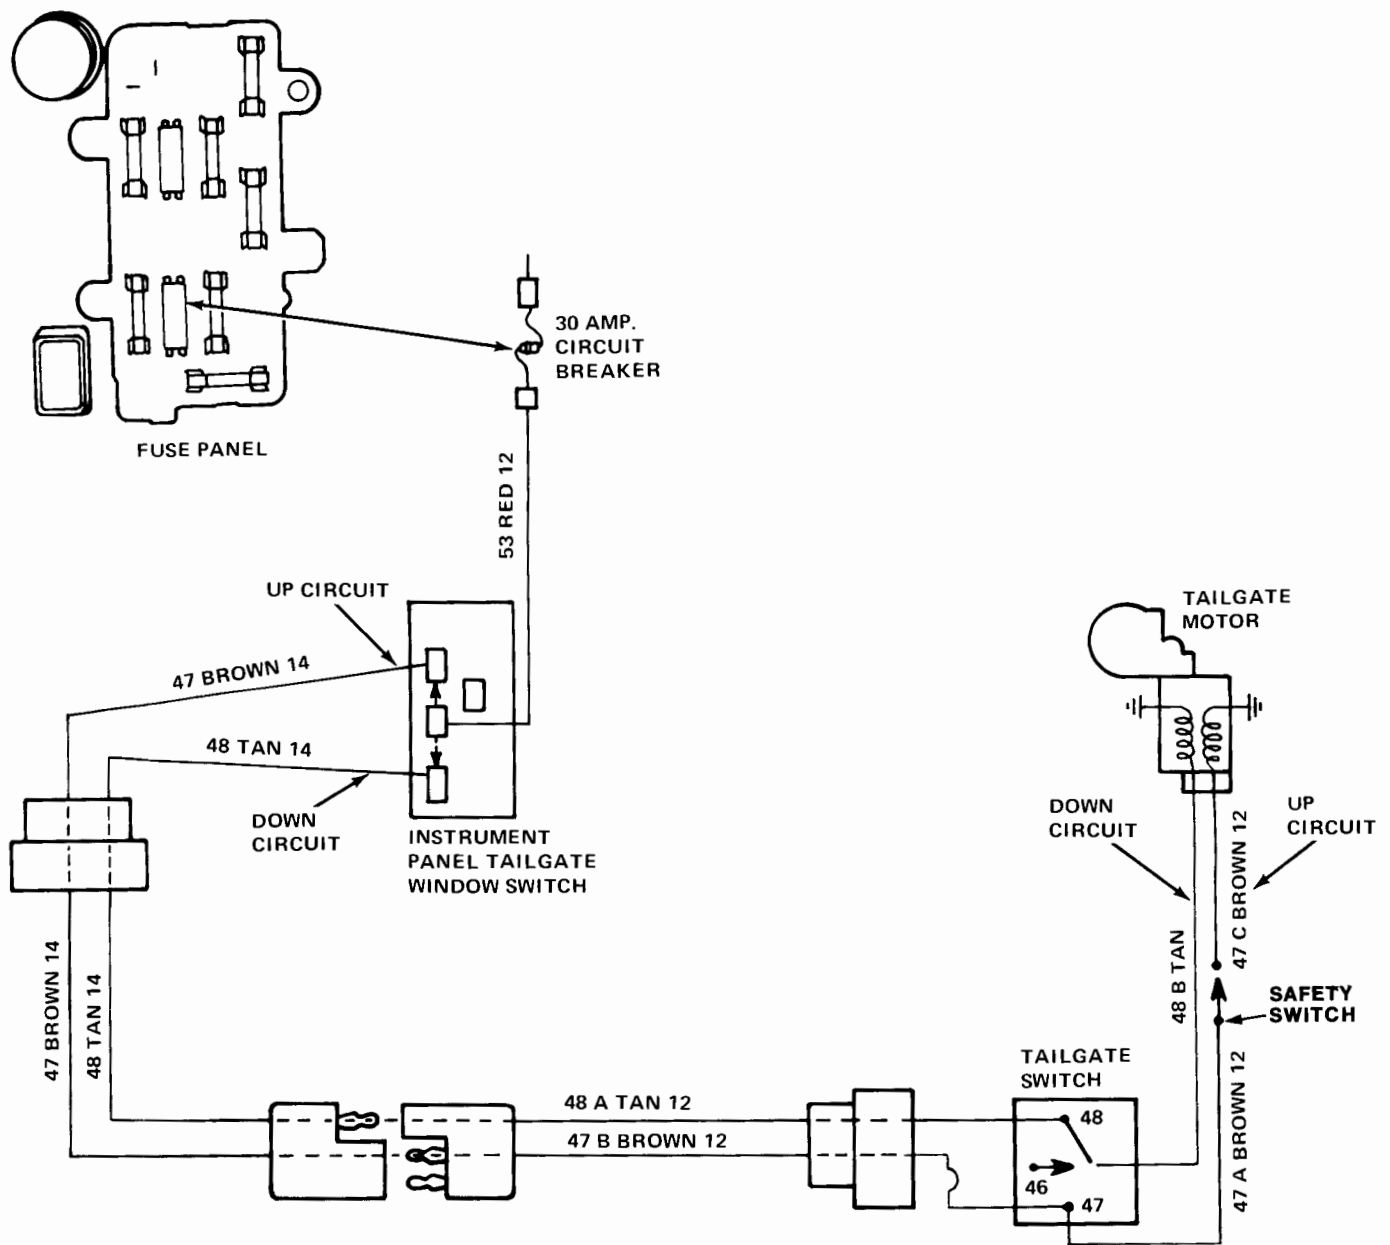 30 AMP.
CIRCUIT
BREAKER
FUSE PANEL
53 RED 12
UP CIRCUIT
TAILGATE
MOTOR
47 BROWN 14
48 TAN 14
DOWN
CIRCUIT
INSTRUMENT
PANEL TAILGATE
WINDOW SWITCH
DOWN
CIRCUIT
UP
CIRCUIT
47 C BROWN 12
48 B TAN
47 BROWN 14
48 TAN 14
SAFETY
SWITCH
TAILGATE
SWITCH
48 A TAN 12
47 B BROWN 12
48
46
47
47 A BROWN 12